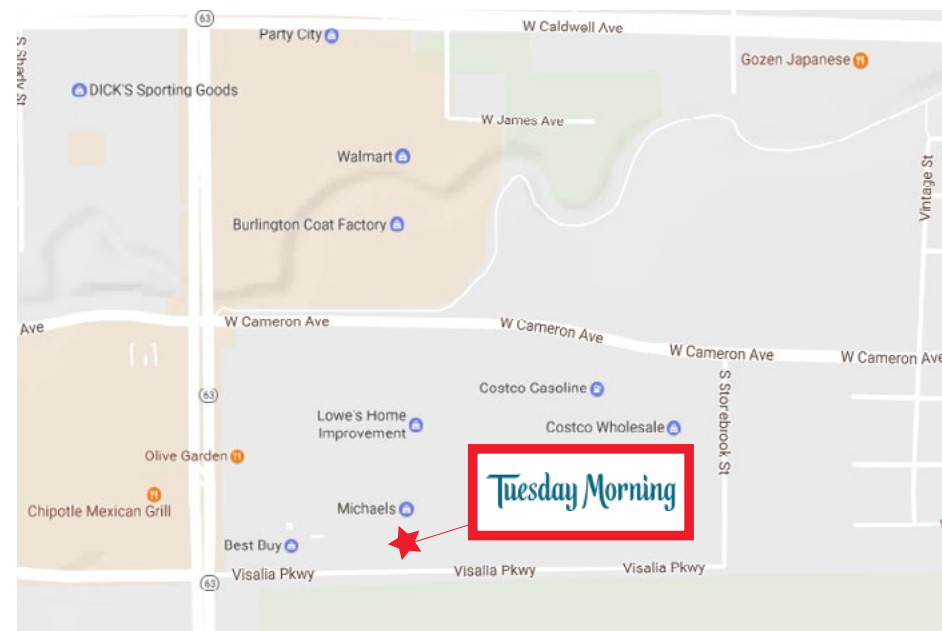 63
W Caldwell Ave
Party City
Gozen Japanese
S Shady St
DICK'S Sporting Goods
W James Ave
Walmart
Vintage St
Burlington Coat Factory
Ave
W Cameron Ave
W Cameron Ave
W Cameron Ave
W Cameron Ave
S Storebrook St
Costco Gasoline
63
Lowe's Home
Improvement
Costco Wholesale
Olive Garden
Tuesday Morning
Chipotle Mexican Grill
Michaels
Best Buy
63
Visalia Pkwy
Visalia Pkwy
Visalia Pkwy